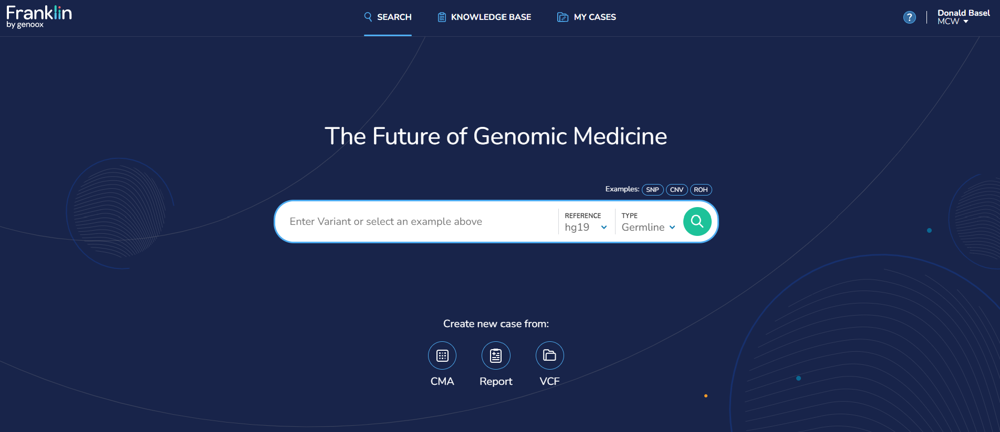 Franklin
by genoox
SEARCH
KNOWLEDGE BASE
MY CASES
?
Donald Basel
MCW
The Future of Genomic Medicine
Examples: SNP CNV ROH
Enter Variant or select an example above
REFERENCE
hg19
TYPE
Germline
Create new case from:
CMA
Report
VCF